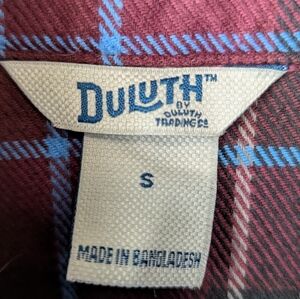 DULUTH™
BY
DULUTH
TRADING Co
S
MADE IN BANGLADESH